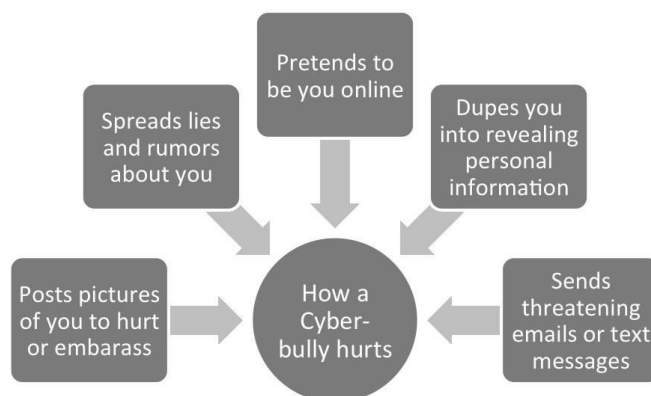 Pretends to
be you online
Spreads lies
and rumors
about you
Dupes you
into revealing
personal
information
Posts pictures
of you to hurt
or embarass
How a
Cyber-
bully hurts
Sends
threatening
emails or text
messages